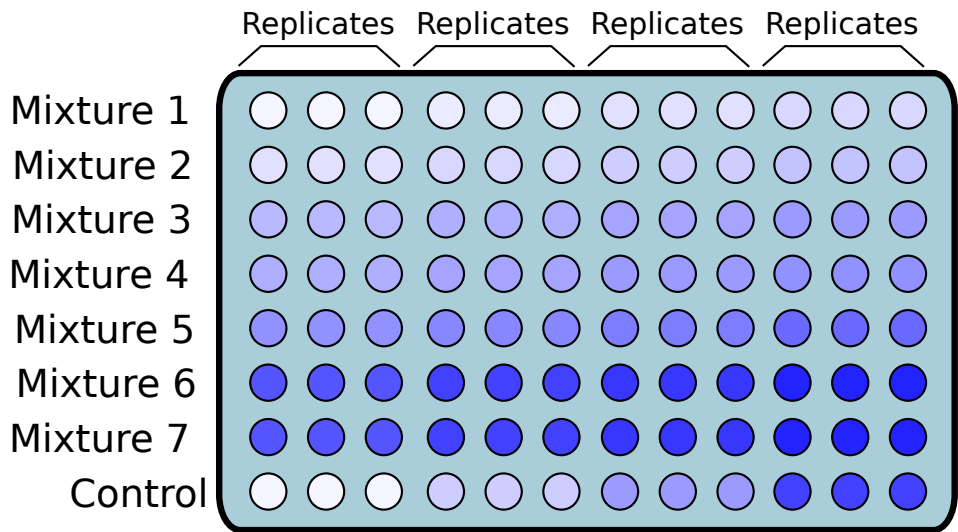 Replicates Replicates Replicates Replicates
Mixture 1
Mixture 2
Mixture 3
Mixture 4
Mixture 5
Mixture 6
Mixture 7
Control